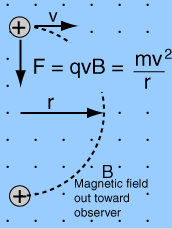 + v
F = qvB = mv²/r
r
B
Magnetic field
out toward
observer
+